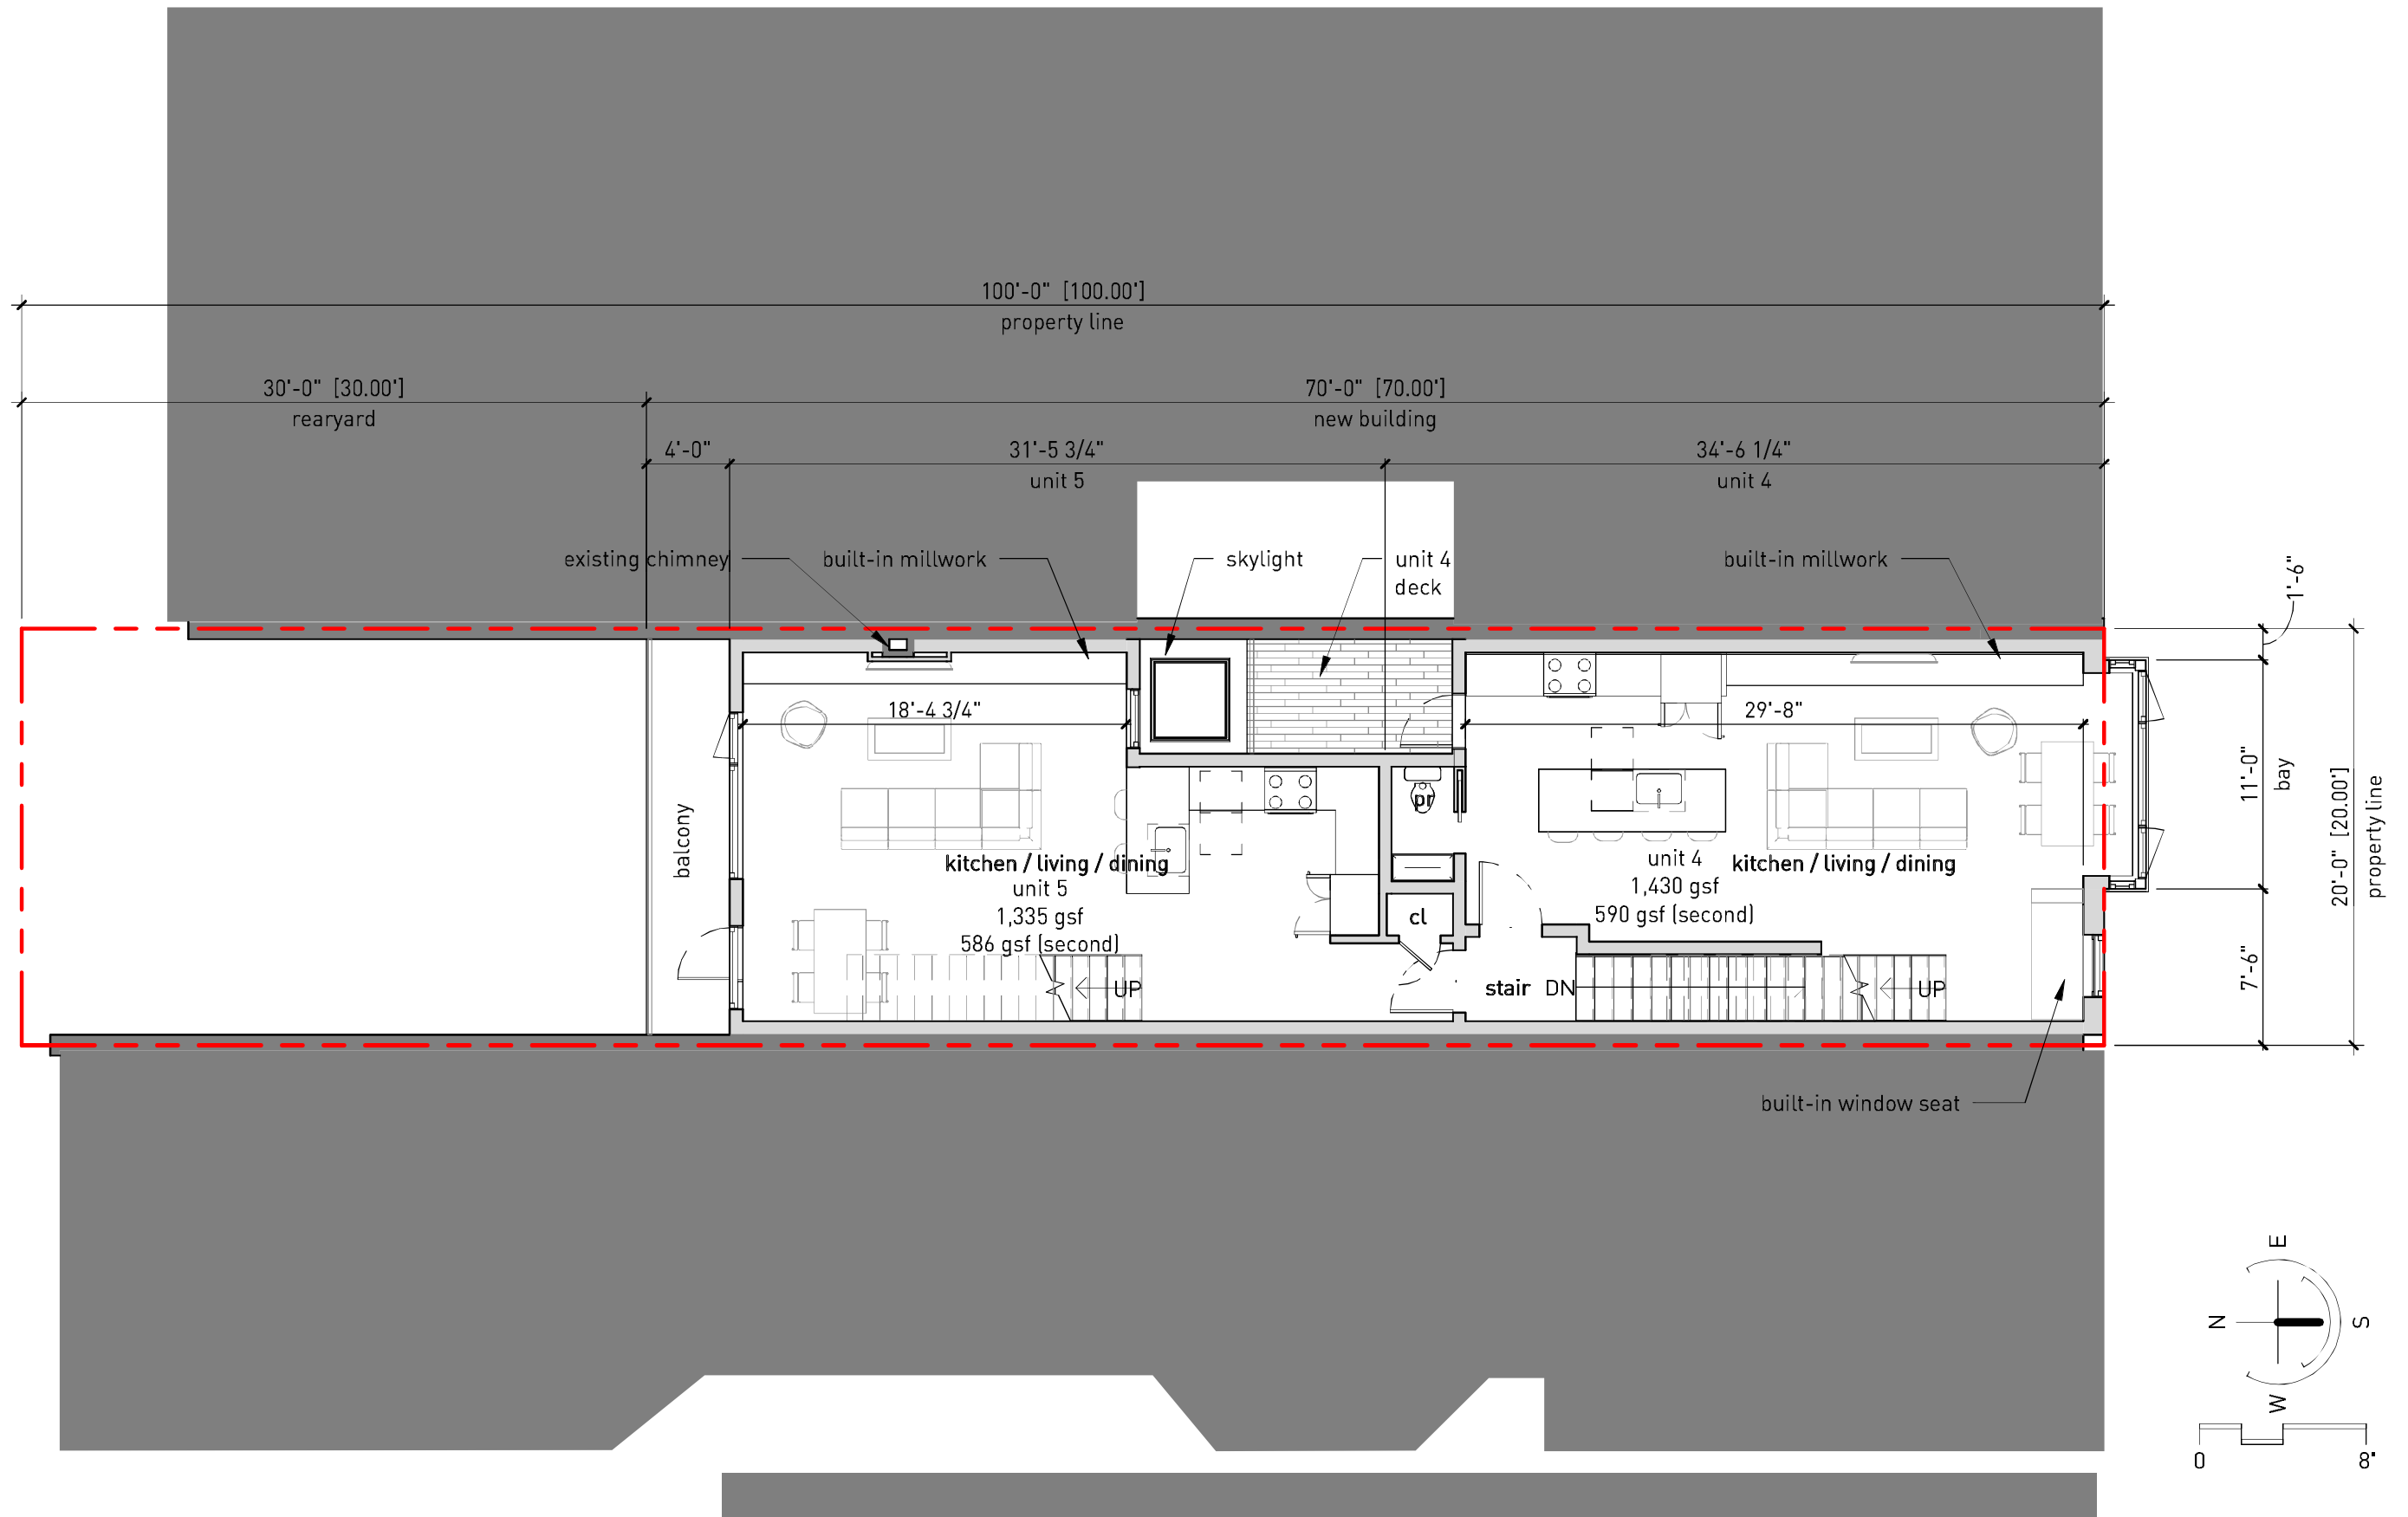 100'-0" [100.00']
property line
30'-0" [30.00']
rearyard
70'-0" [70.00']
new building
4'-0"
31'-5 3/4"
unit 5
34'-6 1/4"
unit 4
existing chimney
built-in millwork
skylight
unit 4
deck
built-in millwork
1'-6"
18'-4 3/4"
29'-8"
11'-0"
bay
20'-0" [20.00']
property line
7'-6"
balcony
pr
kitchen / living / dining
unit 5
1,335 gsf
586 gsf (second)
unit 4
1,430 gsf
590 gsf (second)
kitchen / living / dining
cl
UP
stair DN
UP
built-in window seat
E
N
S
W
0
8'